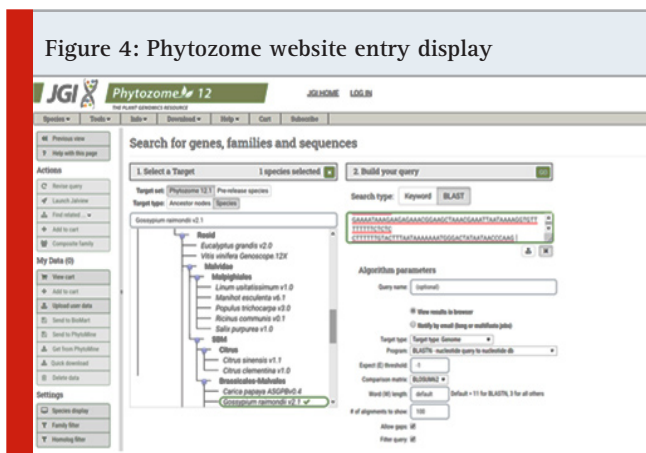 Figure 4: Phytozome website entry display
JGI
Phytozome 12
THE PLANT GENOMICS RESOURCE
JGI HOME LOG IN
Species Tools Info Download Help Cart Subscribe
Previous view
Help with this page
Actions
Revise query
Launch Jalview
Find related ...
Add to cart
Composite family
My Data (0)
View cart
Add to cart
Upload user data
Send to BioMart
Send to PhytoMine
Get from PhytoMine
Quick download
Delete data
Settings
Species display
Family filter
Homolog filter
Search for genes, families and sequences
1. Select a Target 1 species selected
Target set: Phytozome 12.1 Pre-release species
Target type: Ancestor nodes Species
Gossypium raimondii v2.1
Rosid
Eucalyptus grandis v2.0
Vitis vinifera Genoscope.12X
Malvidae
Malpighiales
Linum usitatissimum v1.0
Manihot esculenta v6.1
Populus trichocarpa v3.0
Ricinus communis v0.1
Salix purpurea v1.0
SBM
Citrus
Citrus sinensis v1.1
Citrus clementina v1.0
Brassicales-Malvales
Carica papaya ASGPBv0.4
Gossypium raimondii v2.1
2. Build your query GO
Search type: Keyword BLAST
GAAAATAAAGAAGAGAAACGGAAGCTAAACGAAATTAATAAAAGGTGTT
TTTTTTCTCTC
CTTTTTTGTACTTTAATAAAAAAATGGGACTATAATAACCCAAG
Algorithm parameters
Query name: (optional)
View results in browser
Notify by email (long or multifasta jobs)
Target type: Target type: Genome
Program: BLASTN - nucleotide query to nucleotide db
Expect (E) threshold: -1
Comparison matrix: BLOSUM62
Word (W) length: default Default = 11 for BLASTN, 3 for all others
# of alignments to show: 100
Allow gaps:
Filter query: